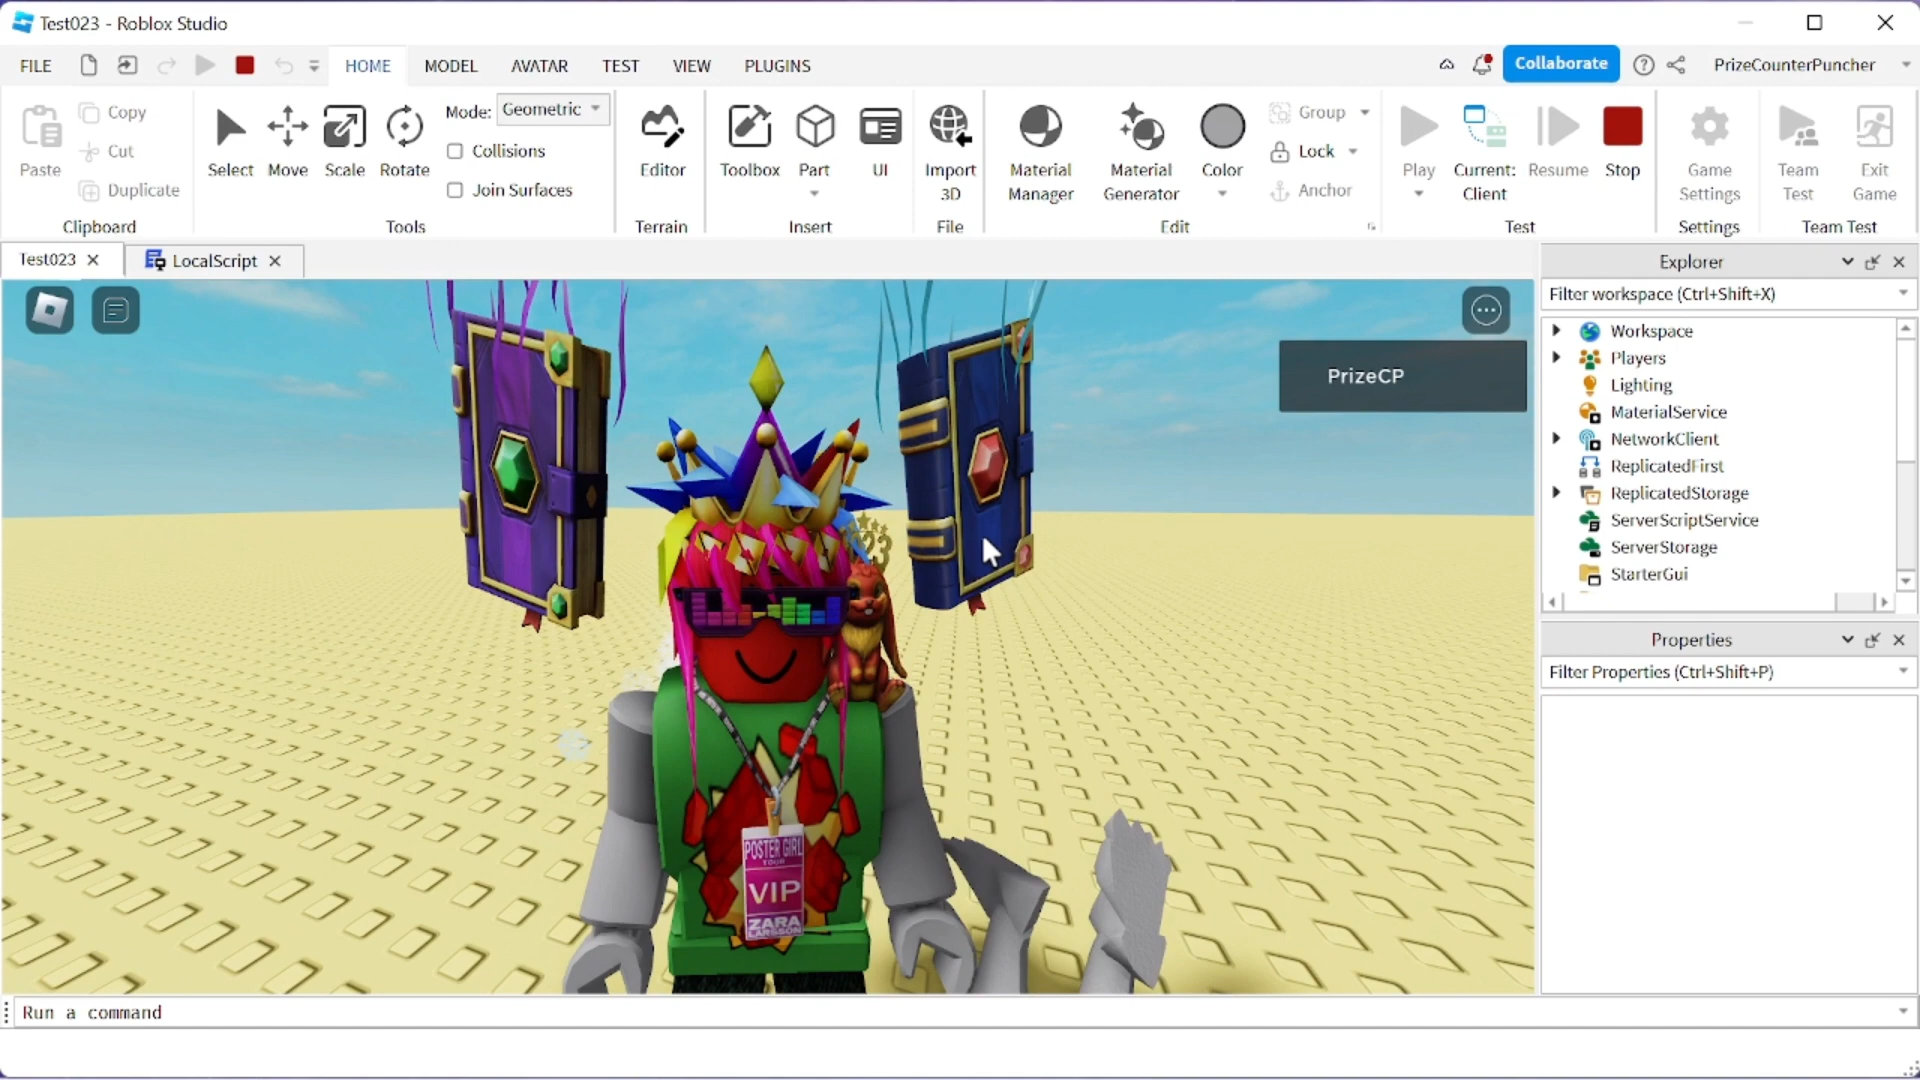 Test023 - Roblox Studio
FILE HOME MODEL AVATAR TEST VIEW PLUGINS Collaborate PrizeCounterPuncher
Paste Copy Cut Duplicate
Clipboard
Select Move Scale Rotate Mode: Geometric
Collisions
Join Surfaces
Tools
Editor
Terrain
Toolbox Part UI
Insert
Import 3D
File
Material Manager Material Generator Color Group Lock Anchor
Edit
Play Current: Client Resume Stop
Test
Game Settings
Settings
Team Test Exit Game
Team Test
Test023 LocalScript
PrizeCP
POSTER GIRL
TOUR
VIP
ZARA
LARSSON
Explorer
Filter workspace (Ctrl+Shift+X)
Workspace
Players
Lighting
MaterialService
NetworkClient
ReplicatedFirst
ReplicatedStorage
ServerScriptService
ServerStorage
StarterGui
Properties
Filter Properties (Ctrl+Shift+P)
Run a command